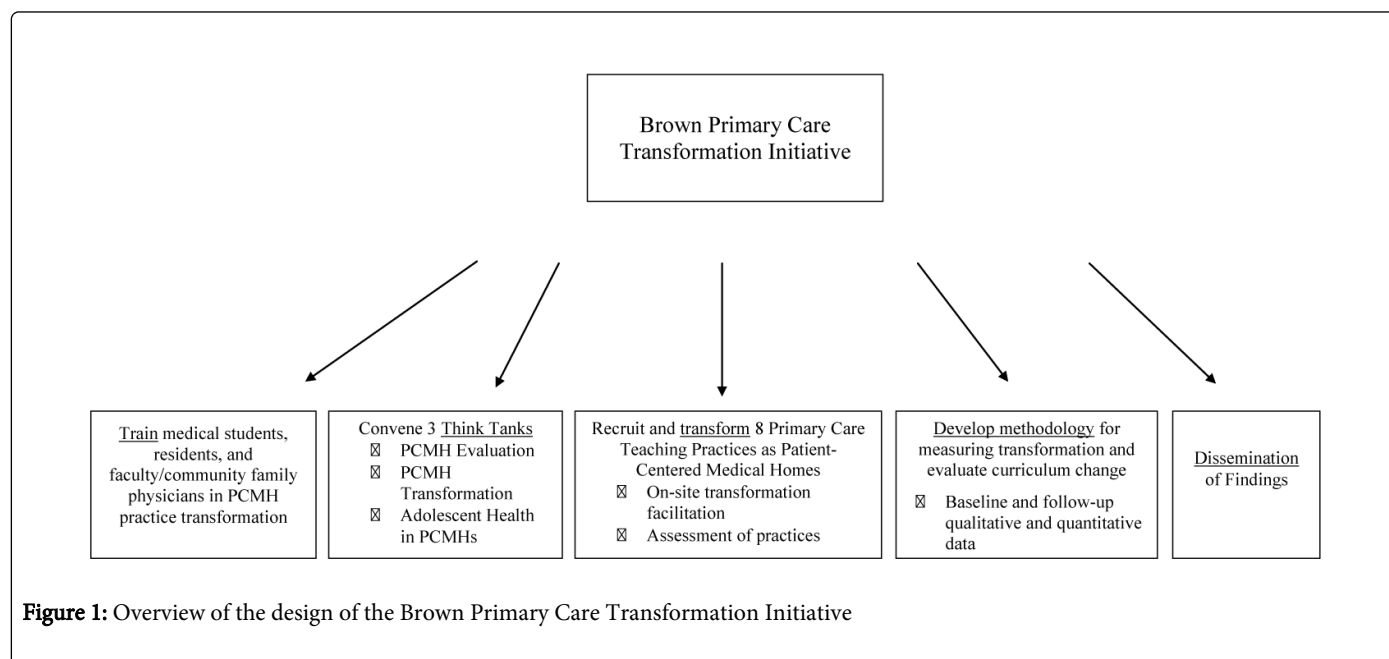 Brown Primary Care
Transformation Initiative
Train medical students,
residents, and
faculty/community family
physicians in PCMH
practice transformation
Convene 3 Think Tanks
PCMH Evaluation
PCMH
Transformation
Adolescent Health
in PCMHs
Recruit and transform 8 Primary Care
Teaching Practices as Patient-
Centered Medical Homes
On-site transformation
facilitation
Assessment of practices
Develop methodology for
measuring transformation and
evaluate curriculum change
Baseline and follow-up
qualitative and quantitative
data
Dissemination
of Findings
Figure 1: Overview of the design of the Brown Primary Care Transformation Initiative